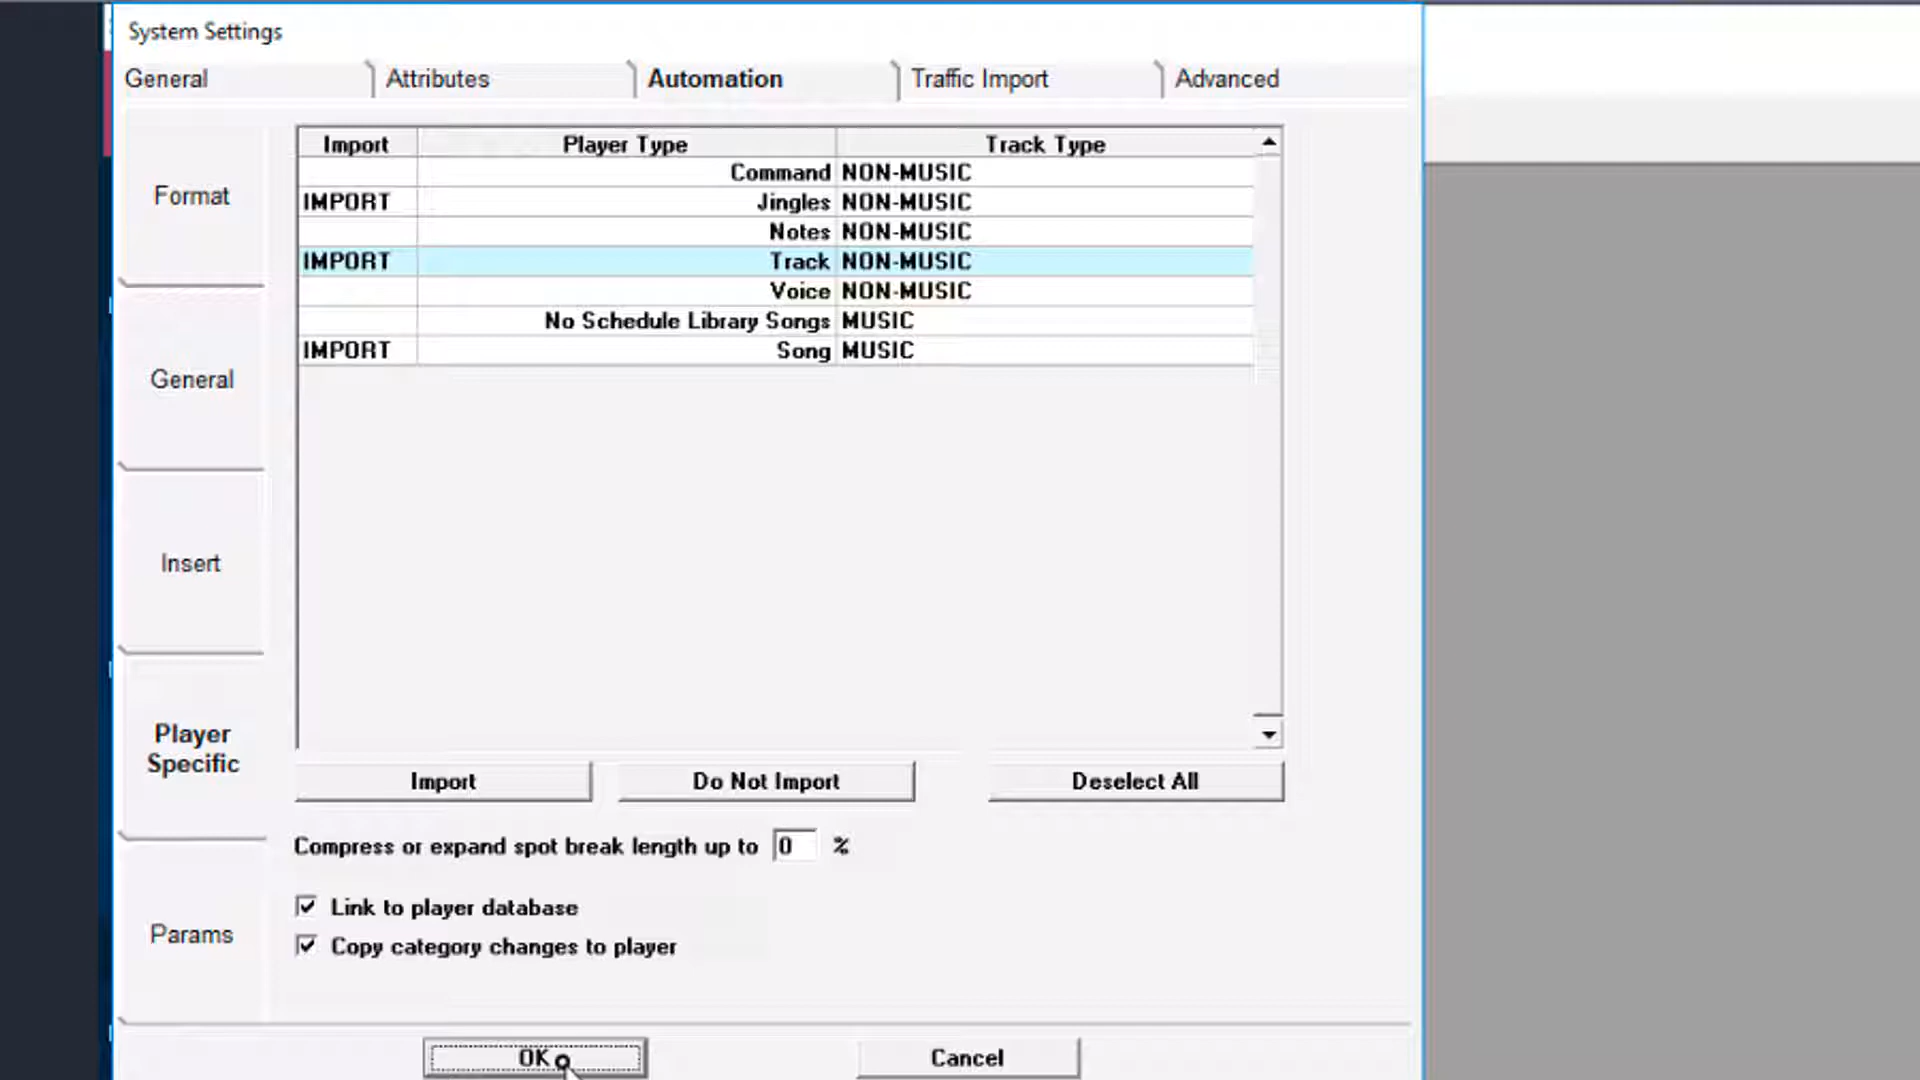 System Settings
General Attributes Automation Traffic Import Advanced
Format
General
Insert
Player
Specific
Params
Import Player Type Track Type
Command NON-MUSIC
IMPORT Jingles NON-MUSIC
Notes NON-MUSIC
IMPORT Track NON-MUSIC
Voice NON-MUSIC
No Schedule Library Songs MUSIC
IMPORT Song MUSIC
Import Do Not Import Deselect All
Compress or expand spot break length up to 0 %
Link to player database
Copy category changes to player
OK Cancel